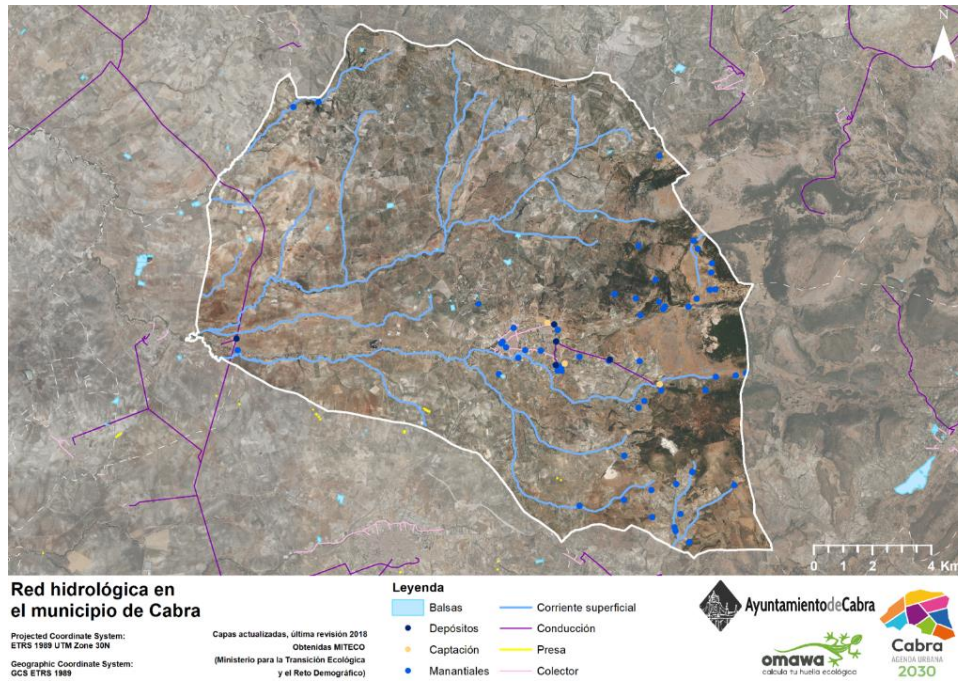 N
0 1 2 4 Km
Red hidrológica en
el municipio de Cabra
Projected Coordinate System:
ETRS 1989 UTM Zone 30N
Geographic Coordinate System:
GCS ETRS 1989
Capas actualizadas, última revisión 2018
Obtenidas MITECO
(Ministerio para la Transición Ecológica
y el Reto Demográfico)
Leyenda
Balsas
Depósitos
Captación
Manantiales
Corriente superficial
Conducción
Presa
Colector
Ayuntamiento de Cabra
omawa
calcula tu huella ecológica
Cabra
AGENDA URBANA
2030